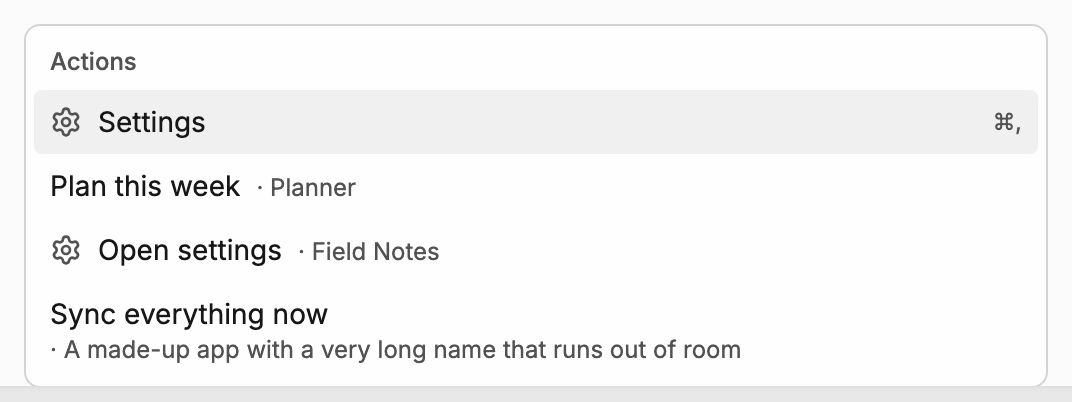 Actions
Settings ⌘,
Plan this week · Planner
Open settings · Field Notes
Sync everything now
· A made-up app with a very long name that runs out of room